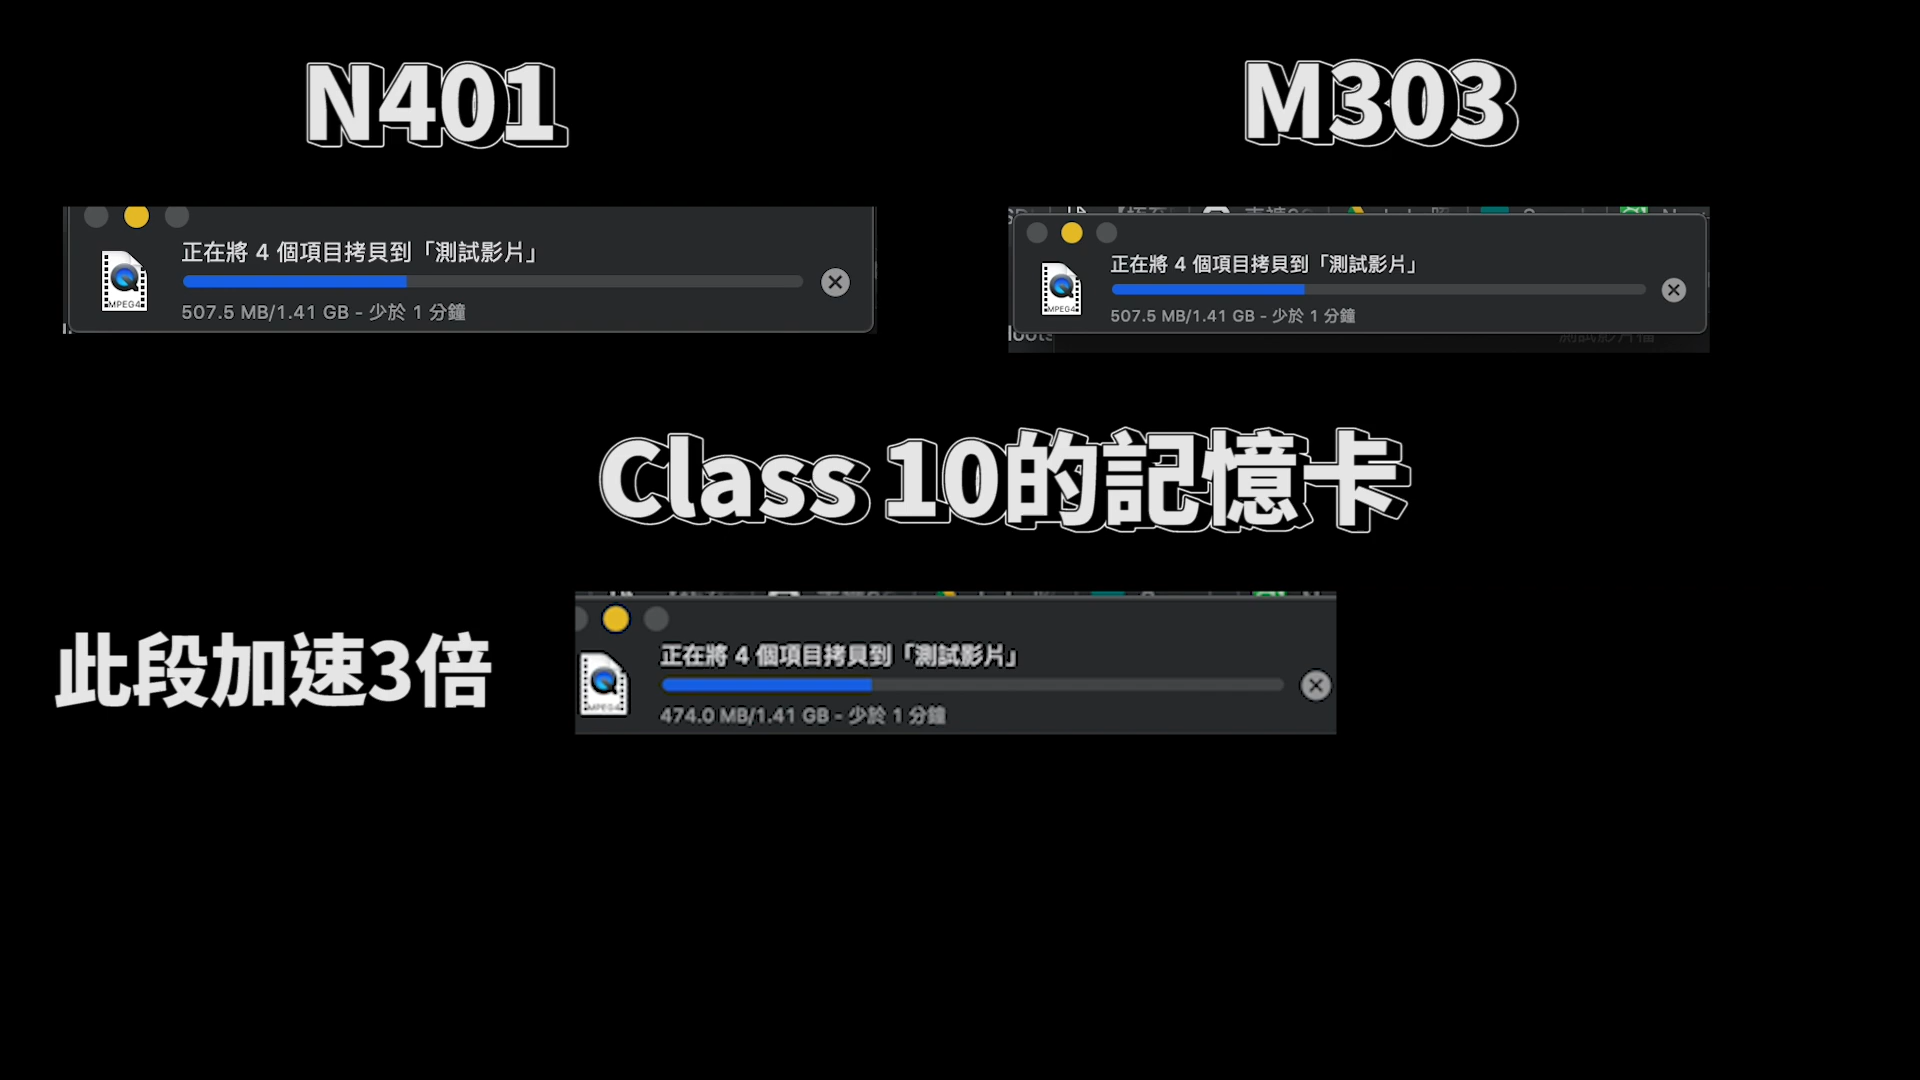 N401
M303
正在將 4 個項目拷貝到「測試影片」
MPEG4
507.5 MB/1.41 GB - 少於 1 分鐘
正在將 4 個項目拷貝到「測試影片」
MPEG4
507.5 MB/1.41 GB - 少於 1 分鐘
Class 10的記憶卡
此段加速3倍
正在將 4 個項目拷貝到「測試影片」
MPEG4
474.0 MB/1.41 GB - 少於 1 分鐘